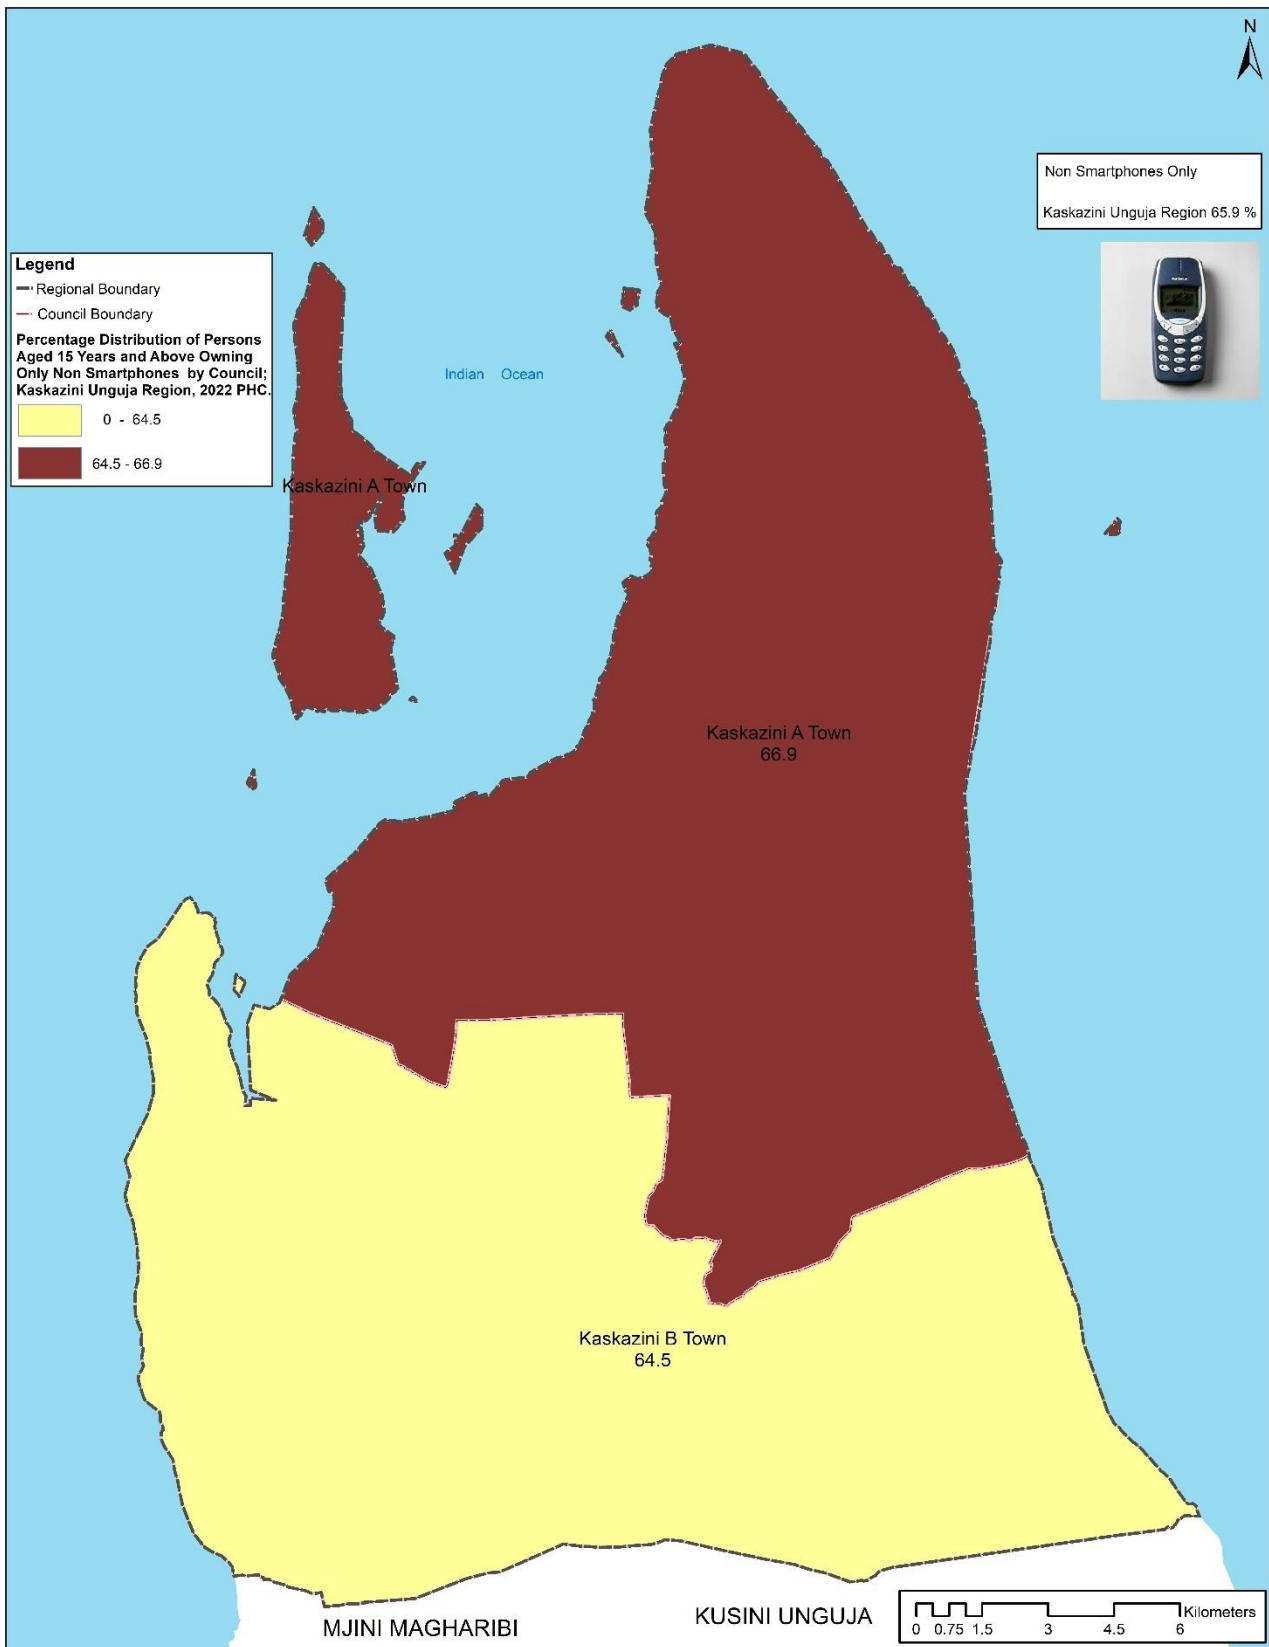 N
Non Smartphones Only
Kaskazini Unguja Region 65.9 %
Legend
Regional Boundary
Council Boundary
Percentage Distribution of Persons
Aged 15 Years and Above Owning
Only Non Smartphones by Council;
Kaskazini Unguja Region, 2022 PHC.
0 - 64.5
64.5 - 66.9
Indian Ocean
Kaskazini A Town
Kaskazini A Town
66.9
Kaskazini B Town
64.5
MJINI MAGHARIBI
KUSINI UNGUJA
Kilometers
0 0.75 1.5 3 4.5 6